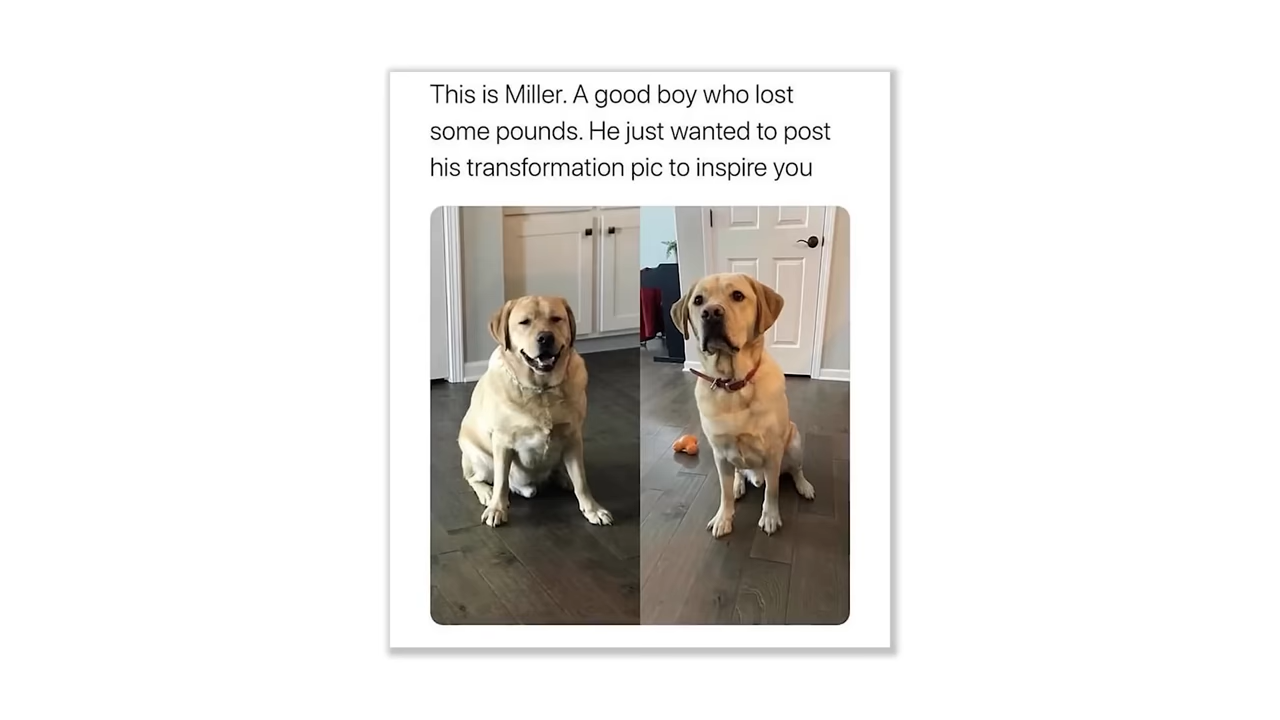 This is Miller. A good boy who lost
some pounds. He just wanted to post
his transformation pic to inspire you